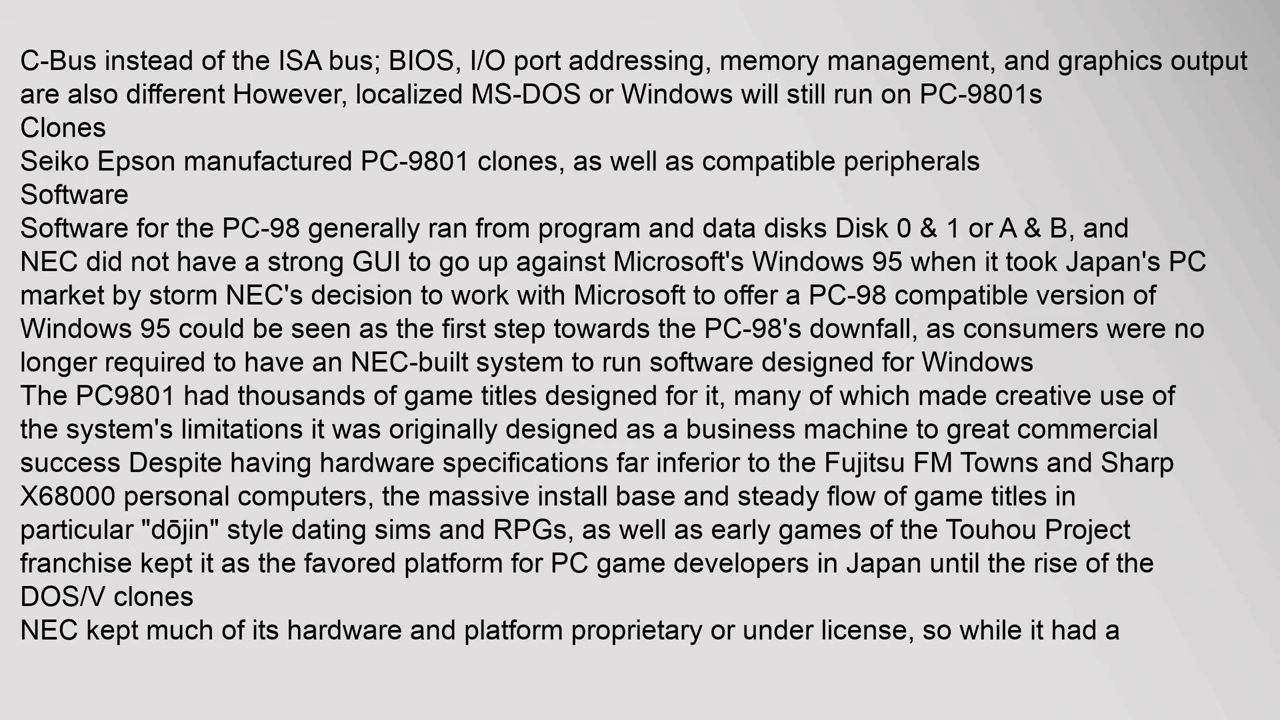 C-Bus instead of the ISA bus; BIOS, I/O port addressing, memory management, and graphics output
are also different However, localized MS-DOS or Windows will still run on PC-9801s
Clones
Seiko Epson manufactured PC-9801 clones, as well as compatible peripherals
Software
Software for the PC-98 generally ran from program and data disks Disk 0 & 1 or A & B, and
NEC did not have a strong GUI to go up against Microsoft's Windows 95 when it took Japan's PC
market by storm NEC's decision to work with Microsoft to offer a PC-98 compatible version of
Windows 95 could be seen as the first step towards the PC-98's downfall, as consumers were no
longer required to have an NEC-built system to run software designed for Windows
The PC9801 had thousands of game titles designed for it, many of which made creative use of
the system's limitations it was originally designed as a business machine to great commercial
success Despite having hardware specifications far inferior to the Fujitsu FM Towns and Sharp
X68000 personal computers, the massive install base and steady flow of game titles in
particular "dōjin" style dating sims and RPGs, as well as early games of the Touhou Project
franchise kept it as the favored platform for PC game developers in Japan until the rise of the
DOS/V clones
NEC kept much of its hardware and platform proprietary or under license, so while it had a